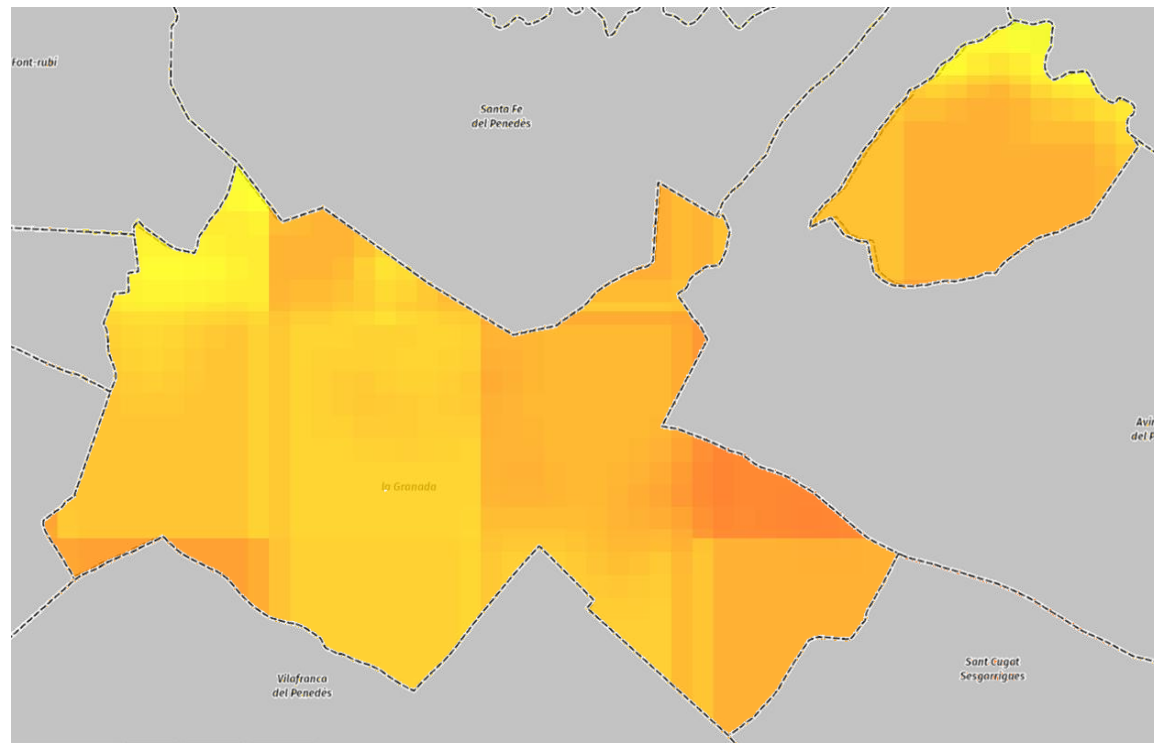 Font-rubí
Santa Fe
del Penedès
la Granada
Vilafranca
del Penedès
Sant Cugat
Sesgarrigues